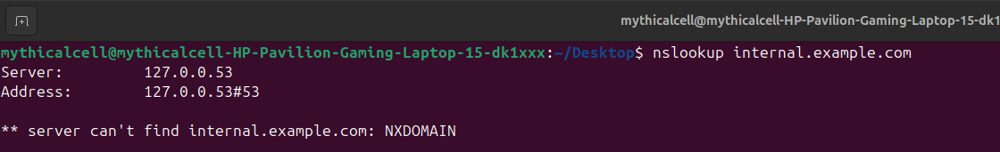 mythicalcell@mythicalcell-HP-Pavilion-Gaming-Laptop-15-dk1
mythicalcell@mythicalcell-HP-Pavilion-Gaming-Laptop-15-dk1xxx:~/Desktop$ nslookup internal.example.com
Server:		127.0.0.53
Address:	127.0.0.53#53
** server can't find internal.example.com: NXDOMAIN